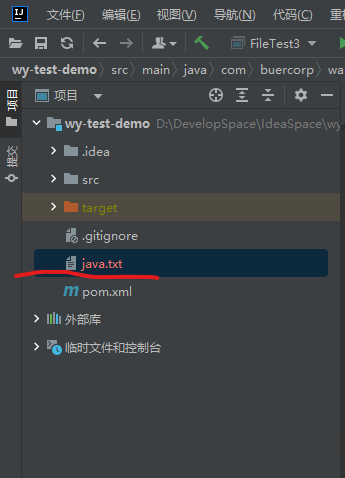 IJ 文件(F) 编辑(E) 视图(V) 导航(N) 代码(C) 重
FileTest3
wy-test-demo〉src〉main〉java〉com〉buercorp〉wa
项目
提交
项目
wy-test-demo D:\DevelopSpace\IdeaSpace\wy
.idea
src
target
.gitignore
java.txt
m pom.xml
外部库
临时文件和控制台